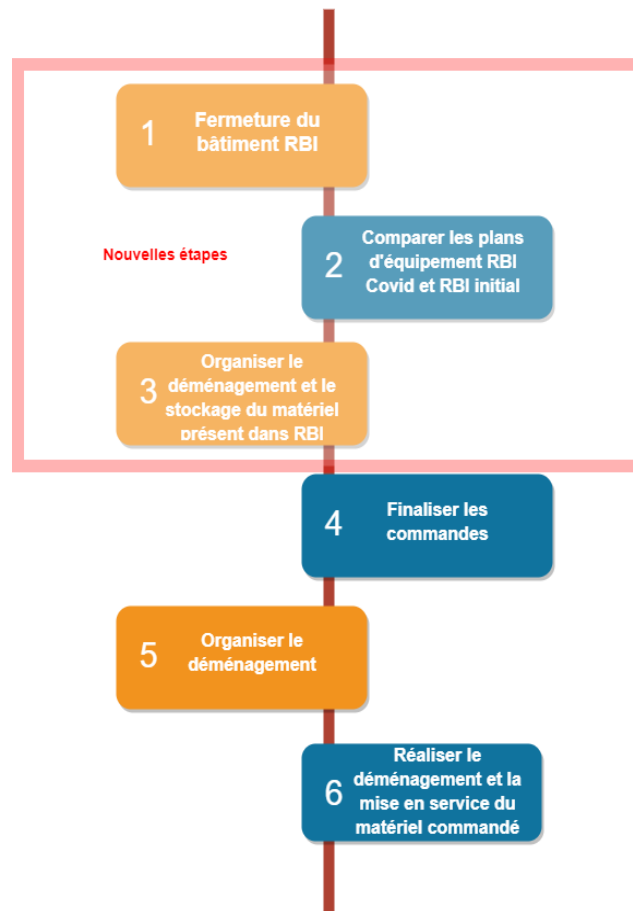 1
Fermeture du
bâtiment RBI
Nouvelles étapes
2
Comparer les plans
d'équipement RBI
Covid et RBI initial
3
Organiser le
déménagement et le
stockage du matériel
présent dans RBI
4
Finaliser les
commandes
5
Organiser le
déménagement
6
Réaliser le
déménagement et la
mise en service du
matériel commandé